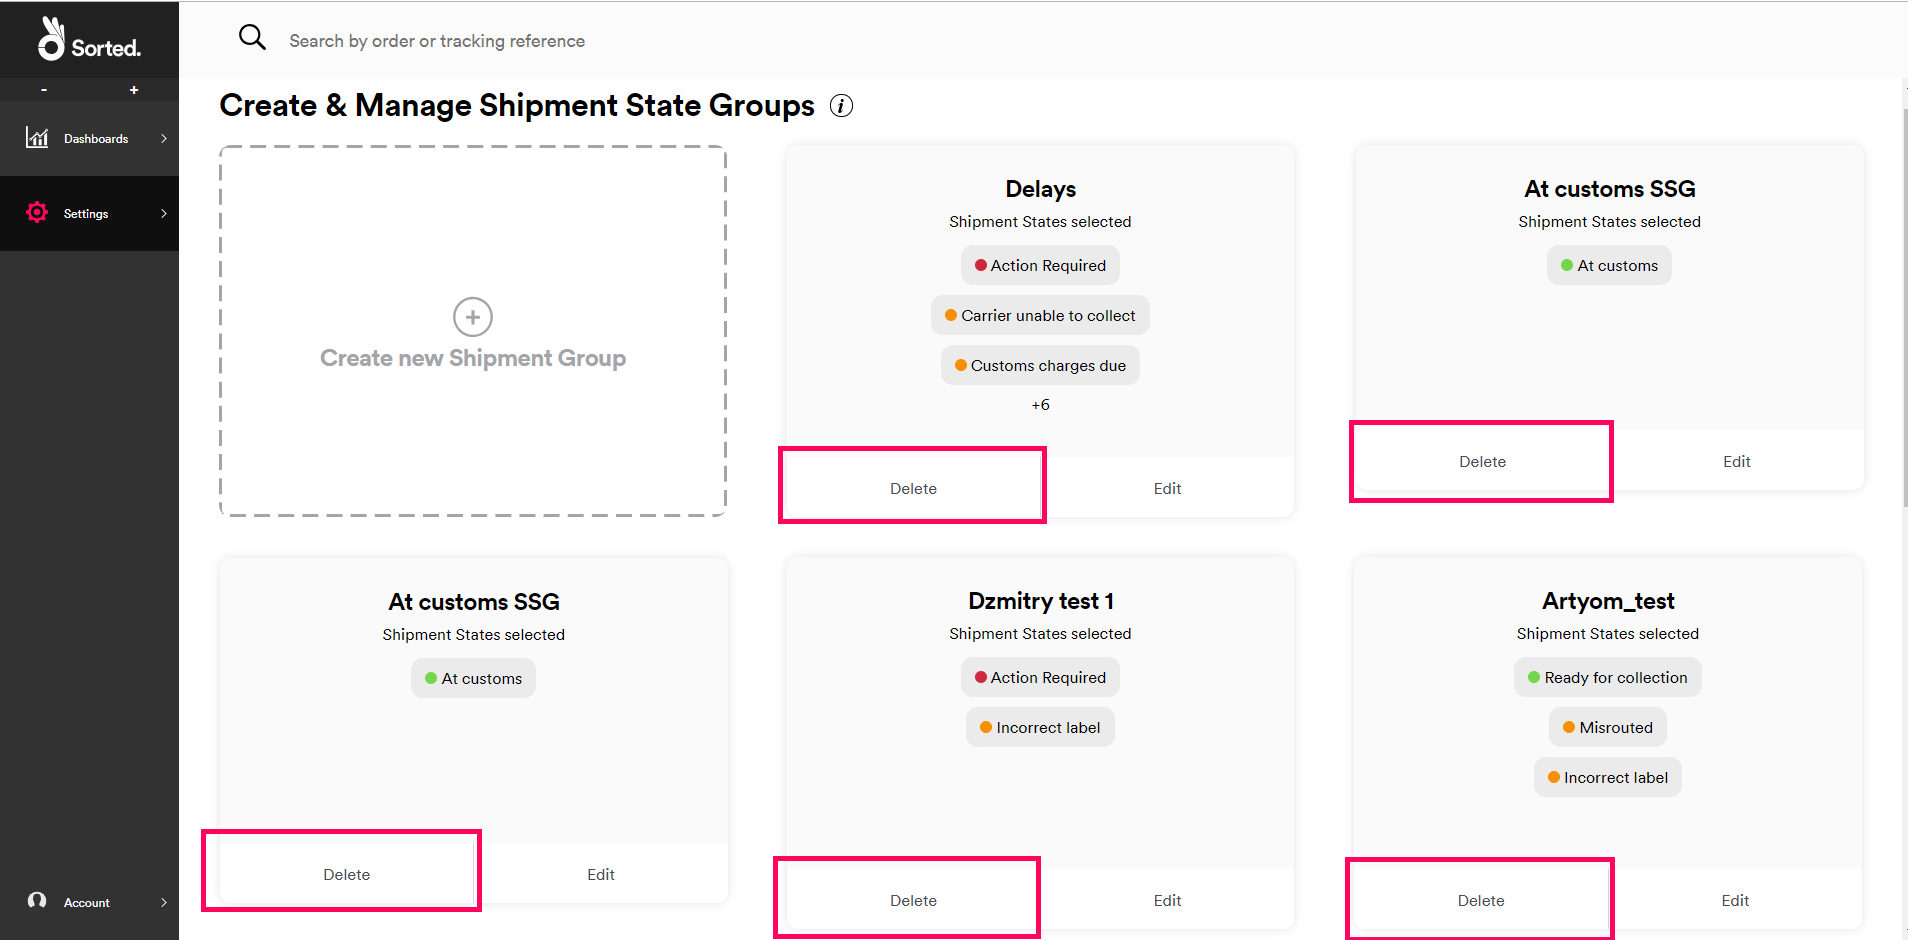 Sorted.
Search by order or tracking reference
- +
Dashboards
Settings
Account
Create & Manage Shipment State Groups i
Create new Shipment Group
Delays
Shipment States selected
Action Required
Carrier unable to collect
Customs charges due
+6
Delete Edit
At customs SSG
Shipment States selected
At customs
Delete Edit
At customs SSG
Shipment States selected
At customs
Delete Edit
Dzmitry test 1
Shipment States selected
Action Required
Incorrect label
Delete Edit
Artyom_test
Shipment States selected
Ready for collection
Misrouted
Incorrect label
Delete Edit